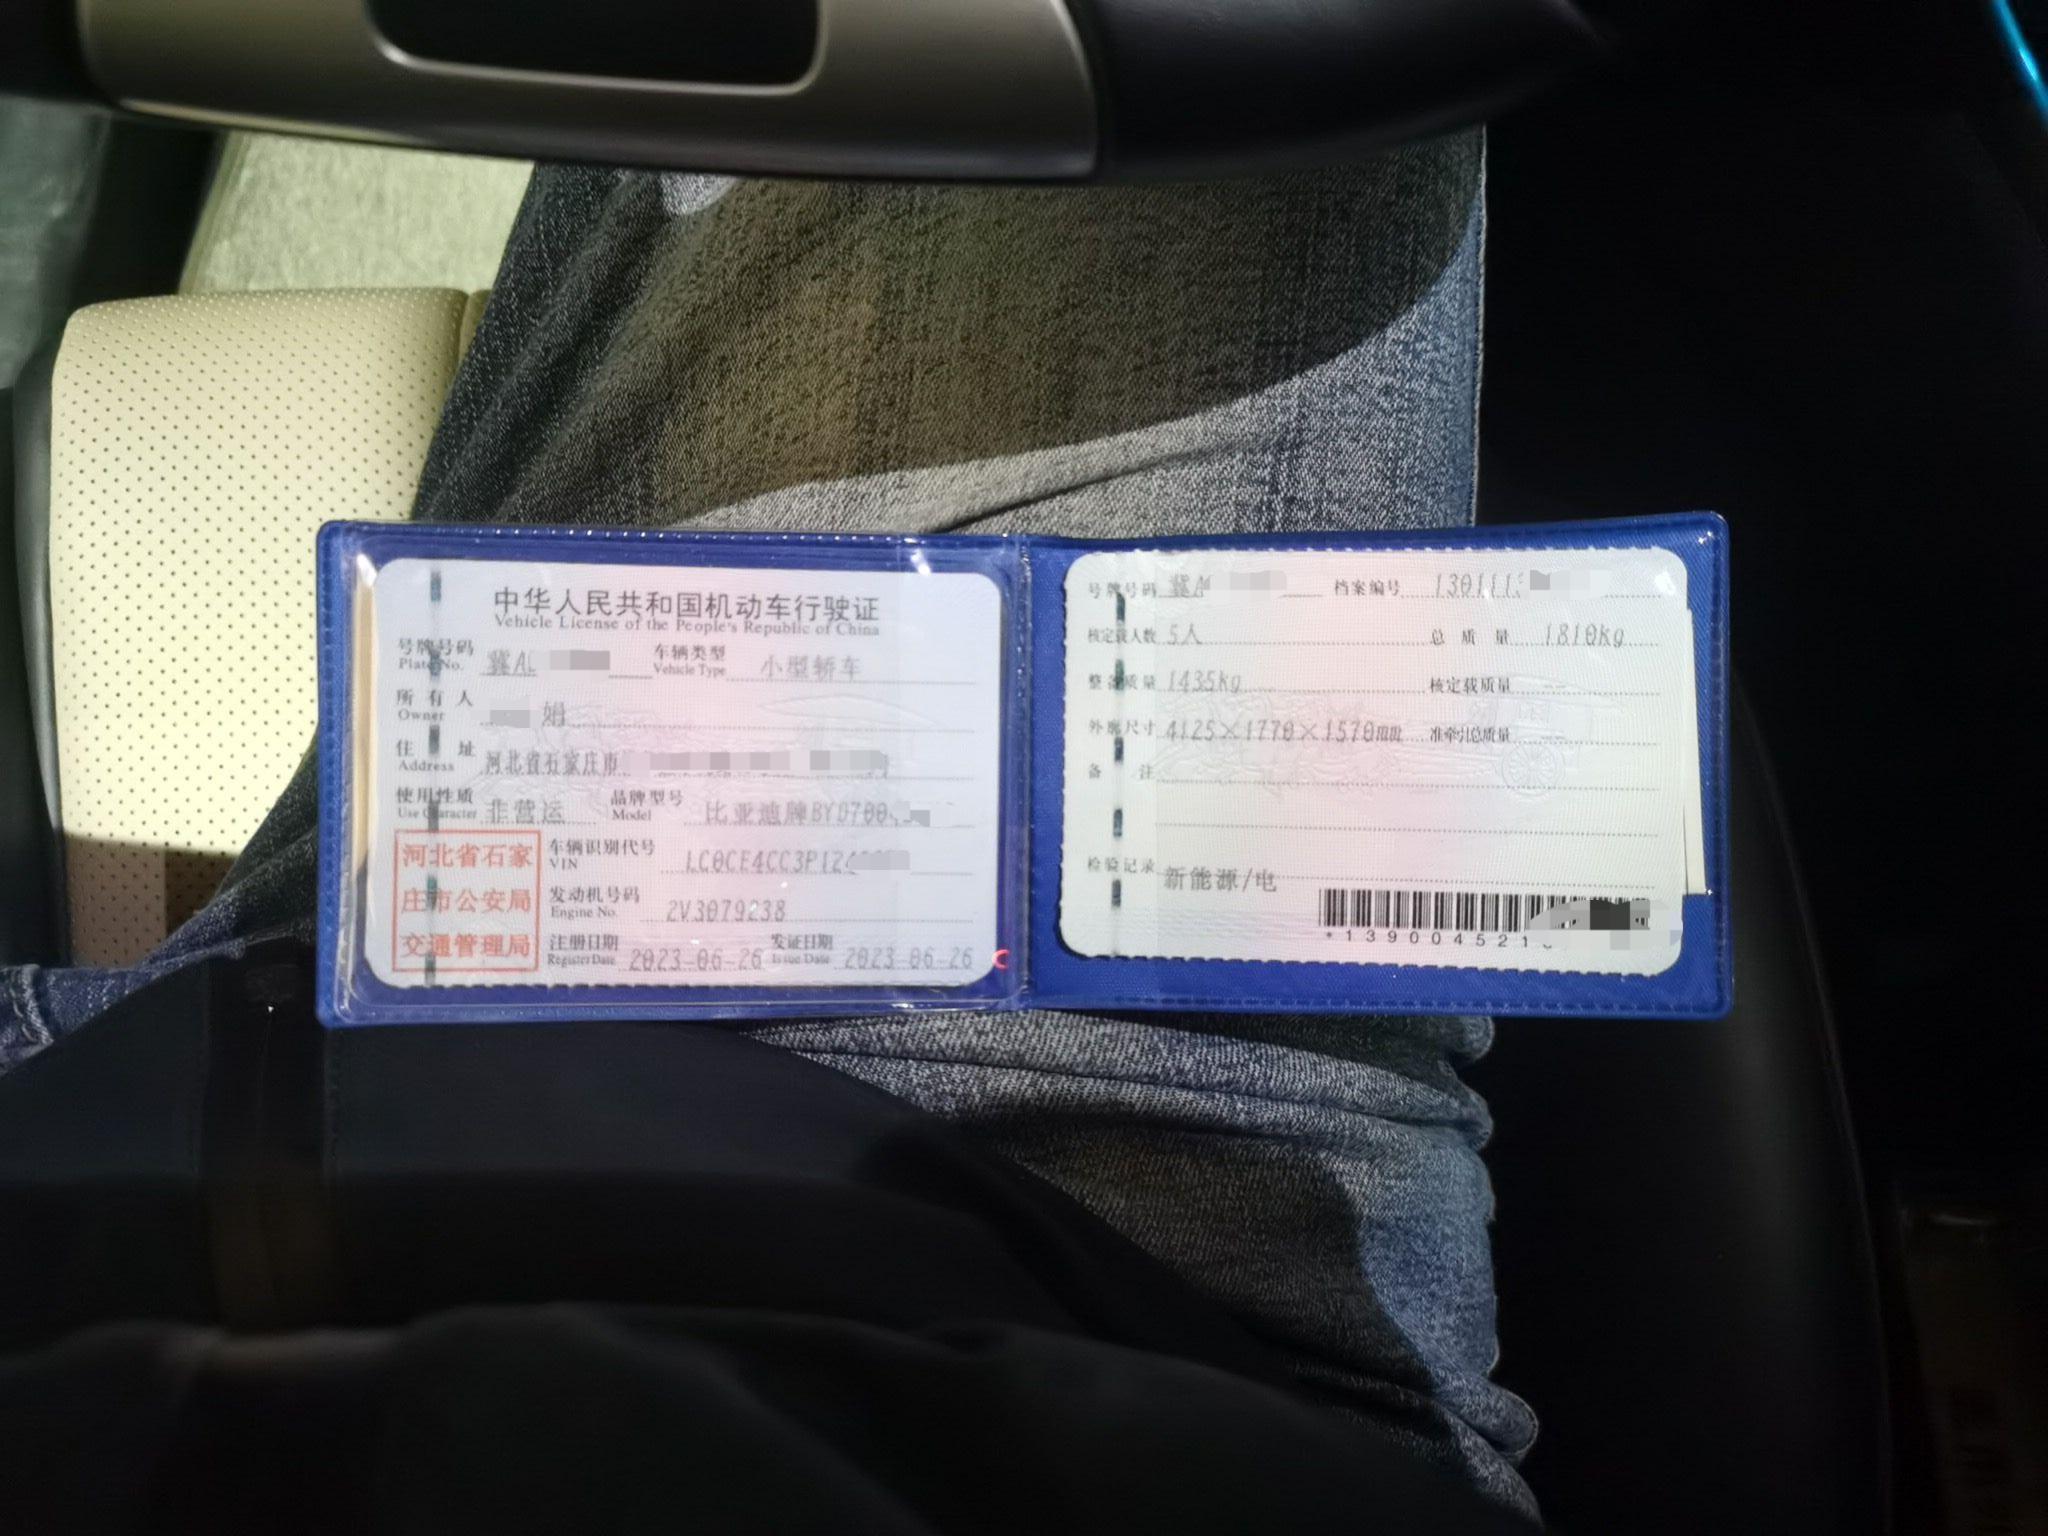 中华人民共和国机动车行驶证
Vehicle License of the People's Republic of China
号牌号码 冀A 车辆类型 小型轿车
Plate No. Vehicle Type
所有人 娟
Owner
住址 河北省石家庄市
Address
使用性质 非营运 品牌型号 比亚迪牌BYD700
Use Character Model
河北省石家
庄市公安局
交通管理局
车辆识别代号 LC0CE4CC3P12
VIN
发动机号码 2V3079238
Engine No.
注册日期 2023-06-26 发证日期 2023-06-26
Register Date Issue Date
号牌号码 冀A 档案编号 130111
核定载人数 5人 总质量 1810kg
整备质量 1435kg 核定载质量 --
外廓尺寸 4125×1770×1570mm 准牵引总质量
备注
检验记录 新能源/电
*139004521